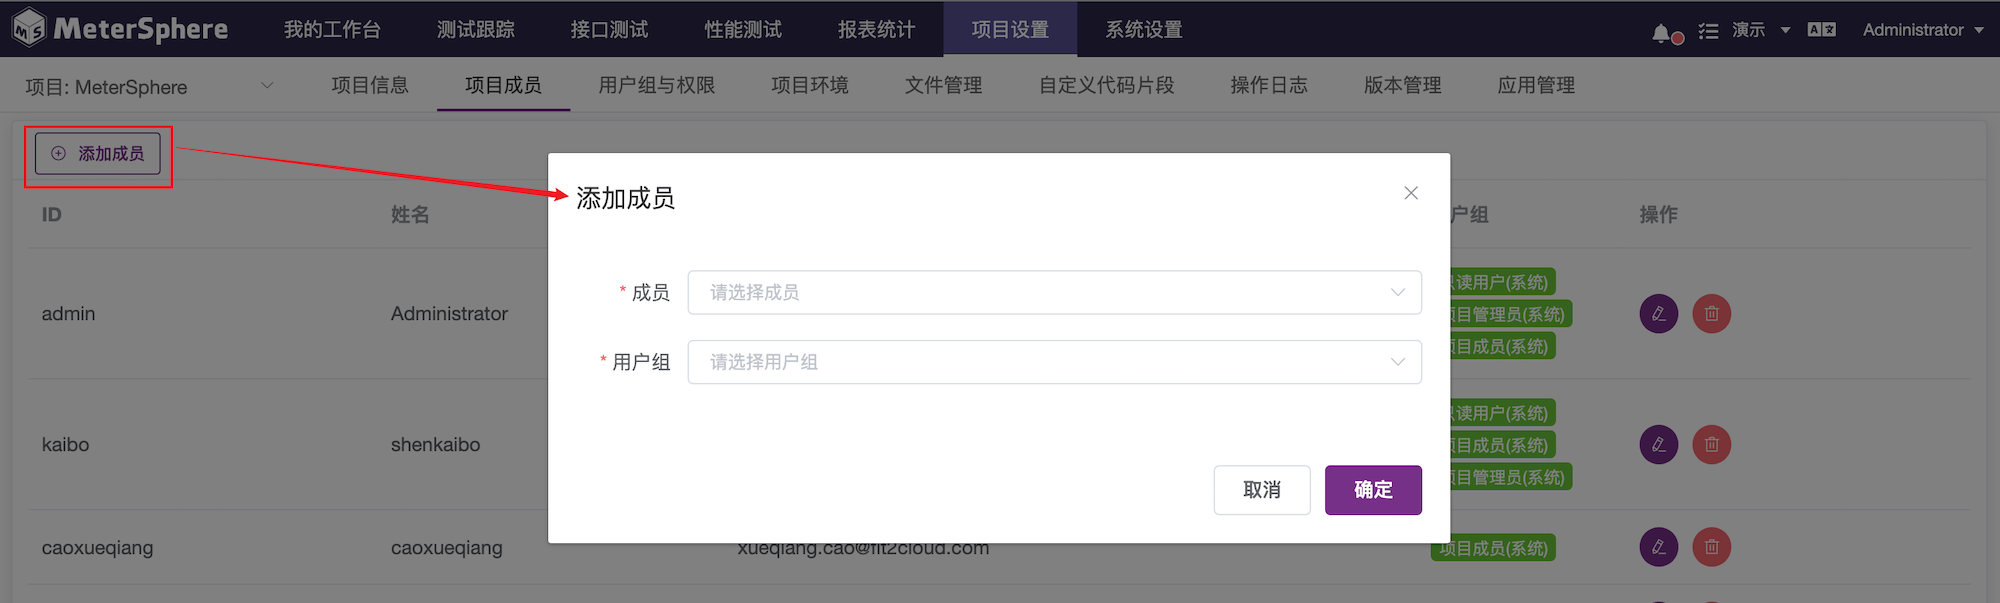 MeterSphere 我的工作台 测试跟踪 接口测试 性能测试 报表统计 项目设置 系统设置 演示 Administrator
项目: MeterSphere 项目信息 项目成员 用户组与权限 项目环境 文件管理 自定义代码片段 操作日志 版本管理 应用管理
添加成员
添加成员
* 成员 请选择成员
* 用户组 请选择用户组
取消 确定
ID 姓名 户组 操作
admin Administrator
读用户(系统)
项目管理员(系统)
项目成员(系统)
kaibo shenkaibo
读用户(系统)
项目成员(系统)
项目管理员(系统)
caoxueqiang caoxueqiang xueqiang.cao@fit2cloud.com 项目成员(系统)